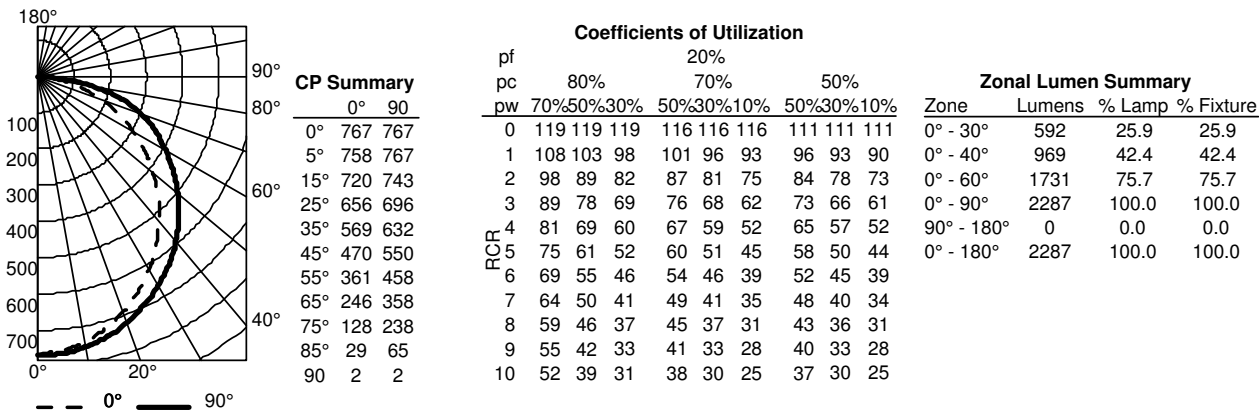 180°
90°
80°
60°
40°
100
200
300
400
500
600
700
0° 20°
0° 90°
CP Summary
0° 90
0° 767 767
5° 758 767
15° 720 743
25° 656 696
35° 569 632
45° 470 550
55° 361 458
65° 246 358
75° 128 238
85° 29 65
90 2 2
Coefficients of Utilization
pf 20%
pc 80% 70% 50%
pw 70%50%30% 50%30%10% 50%30%10%
RCR
0 119 119 119 116 116 116 111 111 111
1 108 103 98 101 96 93 96 93 90
2 98 89 82 87 81 75 84 78 73
3 89 78 69 76 68 62 73 66 61
4 81 69 60 67 59 52 65 57 52
5 75 61 52 60 51 45 58 50 44
6 69 55 46 54 46 39 52 45 39
7 64 50 41 49 41 35 48 40 34
8 59 46 37 45 37 31 43 36 31
9 55 42 33 41 33 28 40 33 28
10 52 39 31 38 30 25 37 30 25
Zonal Lumen Summary
Zone Lumens % Lamp % Fixture
0° - 30° 592 25.9 25.9
0° - 40° 969 42.4 42.4
0° - 60° 1731 75.7 75.7
0° - 90° 2287 100.0 100.0
90° - 180° 0 0.0 0.0
0° - 180° 2287 100.0 100.0